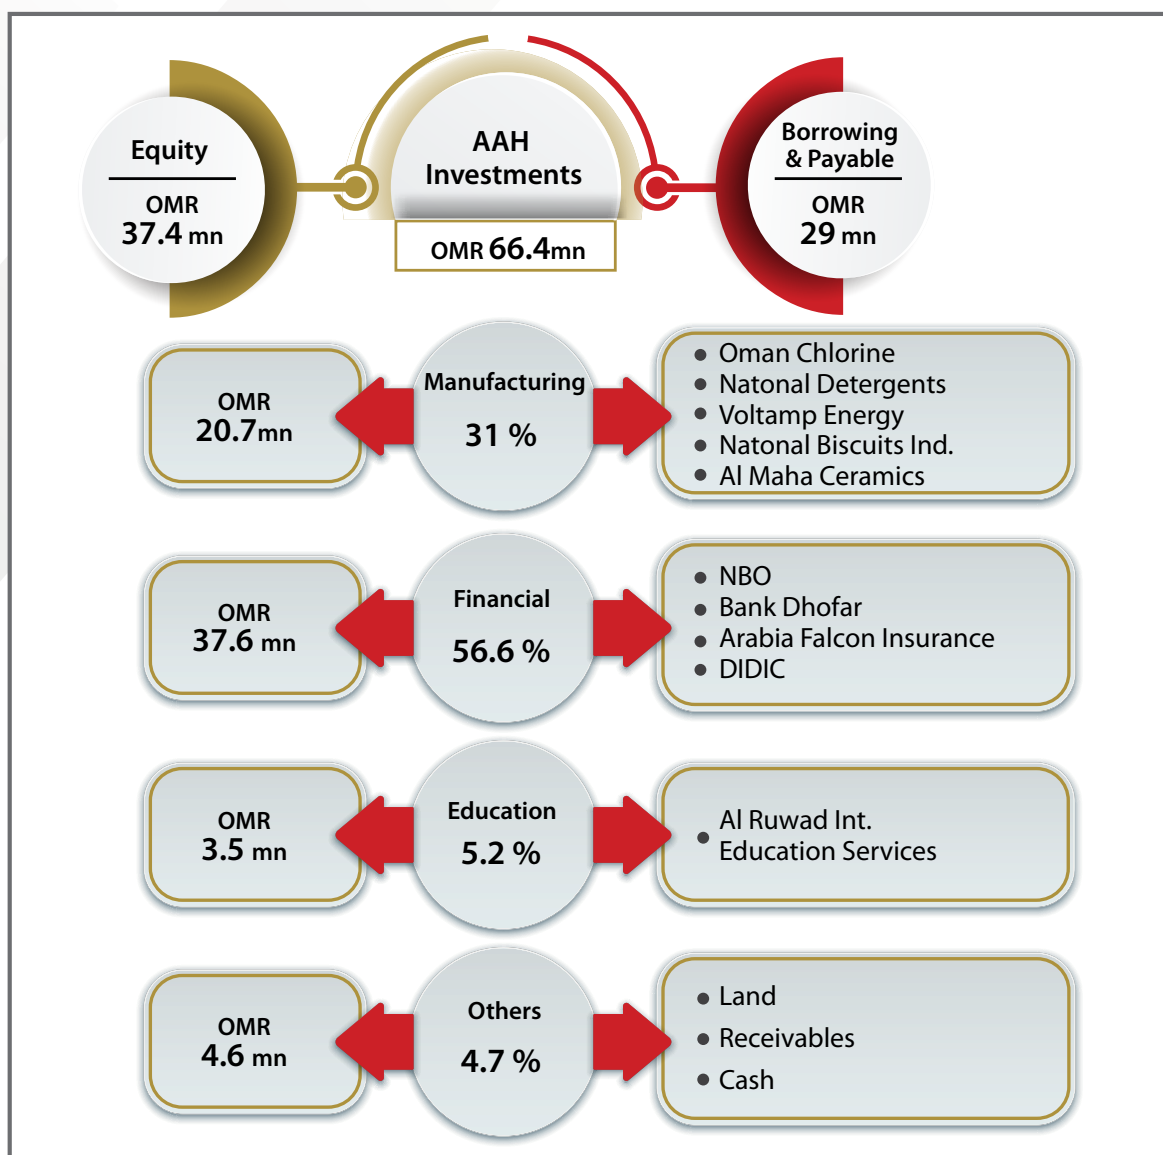 Equity
OMR
37.4 mn
AAH
Investments
OMR 66.4mn
Borrowing
& Payable
OMR
29 mn
OMR
20.7mn
Manufacturing
31 %
• Oman Chlorine
• Natonal Detergents
• Voltamp Energy
• Natonal Biscuits Ind.
• Al Maha Ceramics
OMR
37.6 mn
Financial
56.6 %
• NBO
• Bank Dhofar
• Arabia Falcon Insurance
• DIDIC
OMR
3.5 mn
Education
5.2 %
• Al Ruwad Int.
Education Services
OMR
4.6 mn
Others
4.7 %
• Land
• Receivables
• Cash